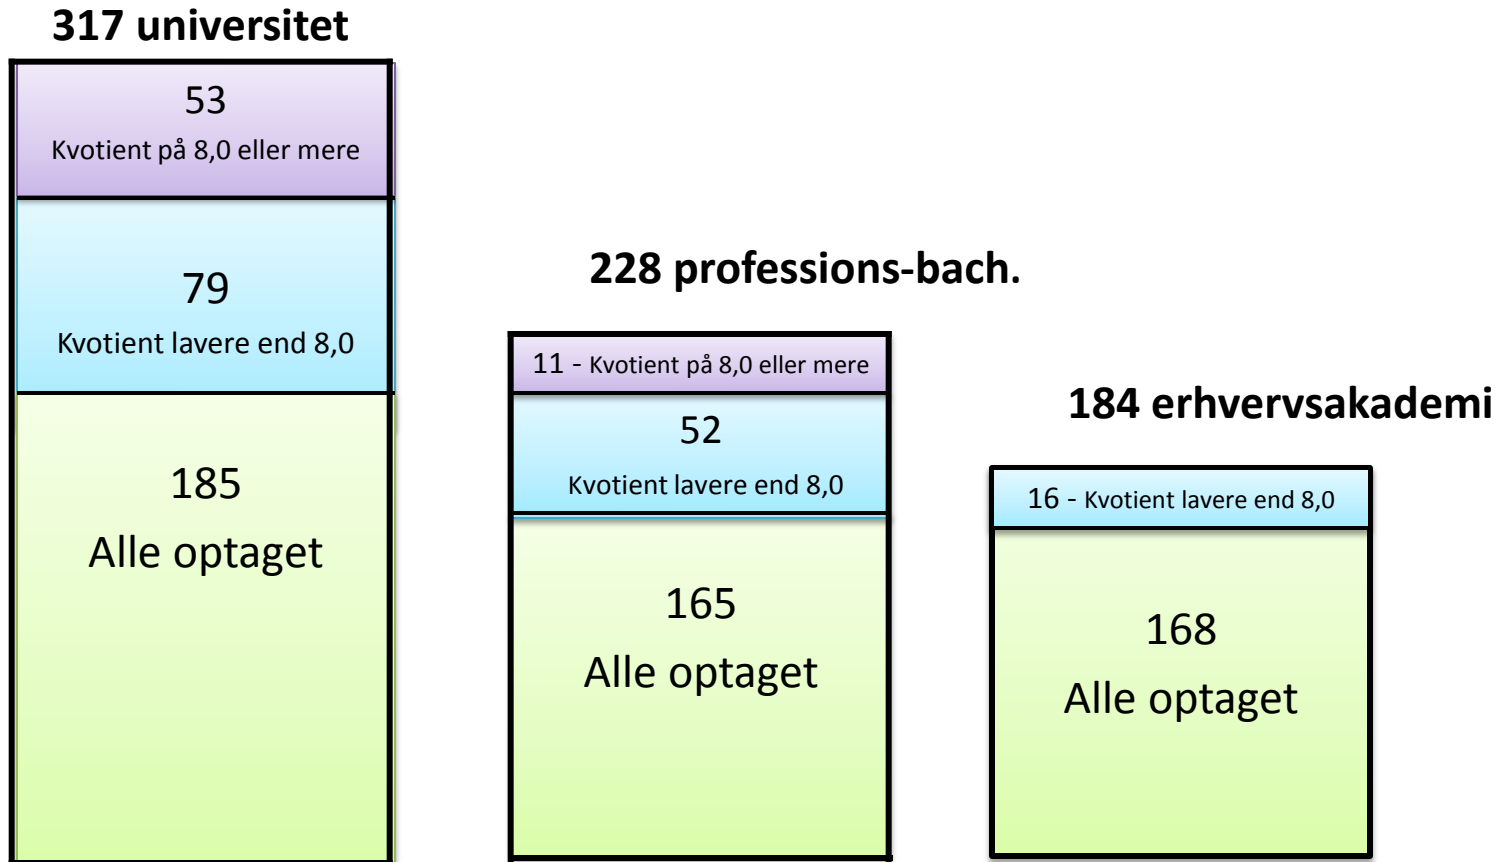 317 universitet
53
Kvotient på 8,0 eller mere
79
Kvotient lavere end 8,0
185
Alle optaget
228 professions-bach.
11 - Kvotient på 8,0 eller mere
52
Kvotient lavere end 8,0
165
Alle optaget
184 erhvervsakademi
16 - Kvotient lavere end 8,0
168
Alle optaget